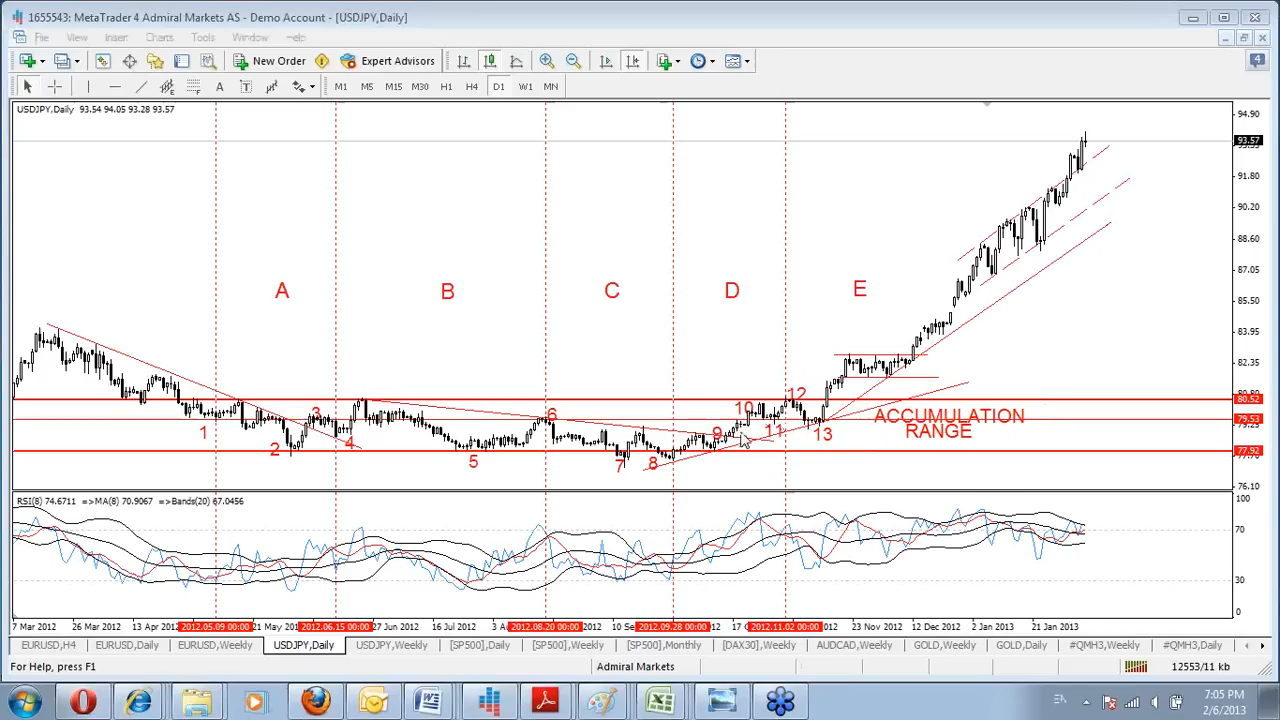 1655543: MetaTrader 4 Admiral Markets AS - Demo Account - [USDJPY,Daily]
File View Insert Charts Tools Window Help
New Order Expert Advisors 4
A T M1 M5 M15 M30 H1 H4 D1 W1 MN
USDJPY,Daily 93.54 94.05 93.28 93.57
94.90
93.57
91.80
90.20
A B C D E
88.60
87.05
85.50
83.95
82.35
80.52
79.53
77.92
76.10
1 2 3 4 5 6 7 8 9 10 11 12 13
ACCUMULATION
RANGE
RSI(8) 74.6711 =>MA(8) 70.9067 =>Bands(20) 67.0456
100
70
30
0
7 Mar 2012 26 Mar 2012 13 Apr 2012 2012.05.09 00:00 21 May 2012.06.15 00:00 27 Jun 2012 16 Jul 2012 2012.08.20 00:00 10 Sep 2012.09.28 00:00 2012.11.02 00:00 23 Nov 2012 12 Dec 2012 2 Jan 2013 21 Jan 2013
EURUSD,H4 EURUSD,Daily EURUSD,Weekly USDJPY,Daily USDJPY,Weekly [SP500],Daily [SP500],Weekly [SP500],Monthly [DAX30],Weekly AUDCAD,Weekly GOLD,Weekly GOLD,Daily #QMH3,Weekly #QMH3,Daily
For Help, press F1 Admiral Markets 12553/11 kb
7:05 PM
2/6/2013